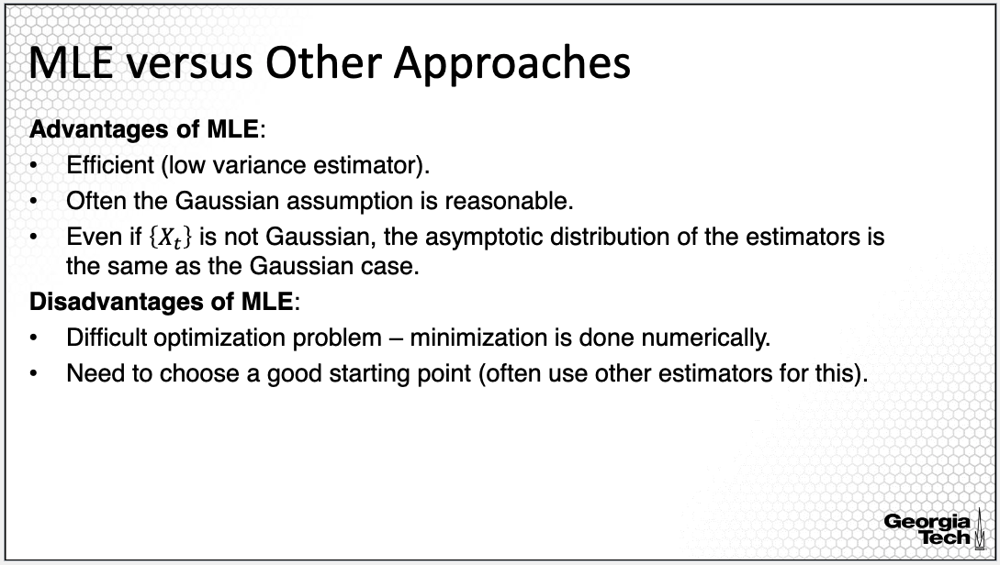 MLE versus Other Approaches
Advantages of MLE:
• Efficient (low variance estimator).
• Often the Gaussian assumption is reasonable.
• Even if {Xₜ} is not Gaussian, the asymptotic distribution of the estimators is
the same as the Gaussian case.
Disadvantages of MLE:
• Difficult optimization problem – minimization is done numerically.
• Need to choose a good starting point (often use other estimators for this).
Georgia
Tech